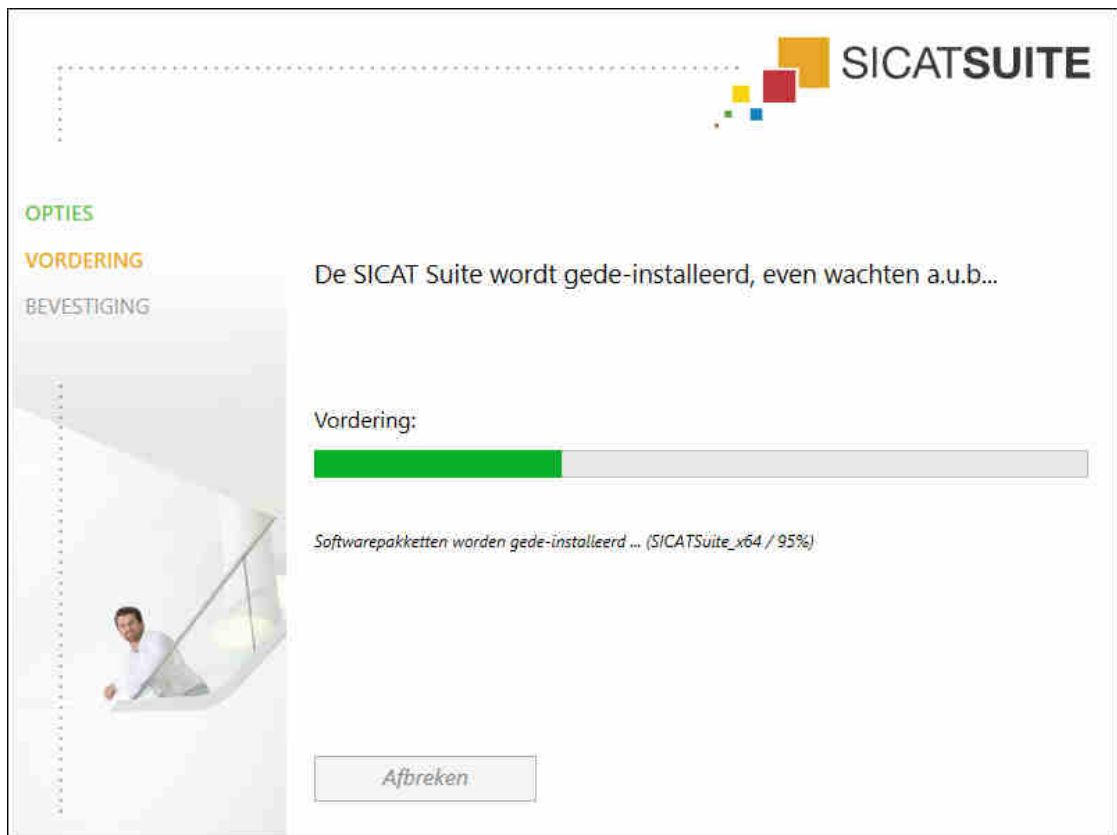 SICATSUITE
OPTIES
VORDERING
BEVESTIGING
De SICAT Suite wordt gede-installeerd, even wachten a.u.b...
Vordering:
Softwarepakketten worden gede-installeerd ... (SICATSuite_x64 / 95%)
Afbreken